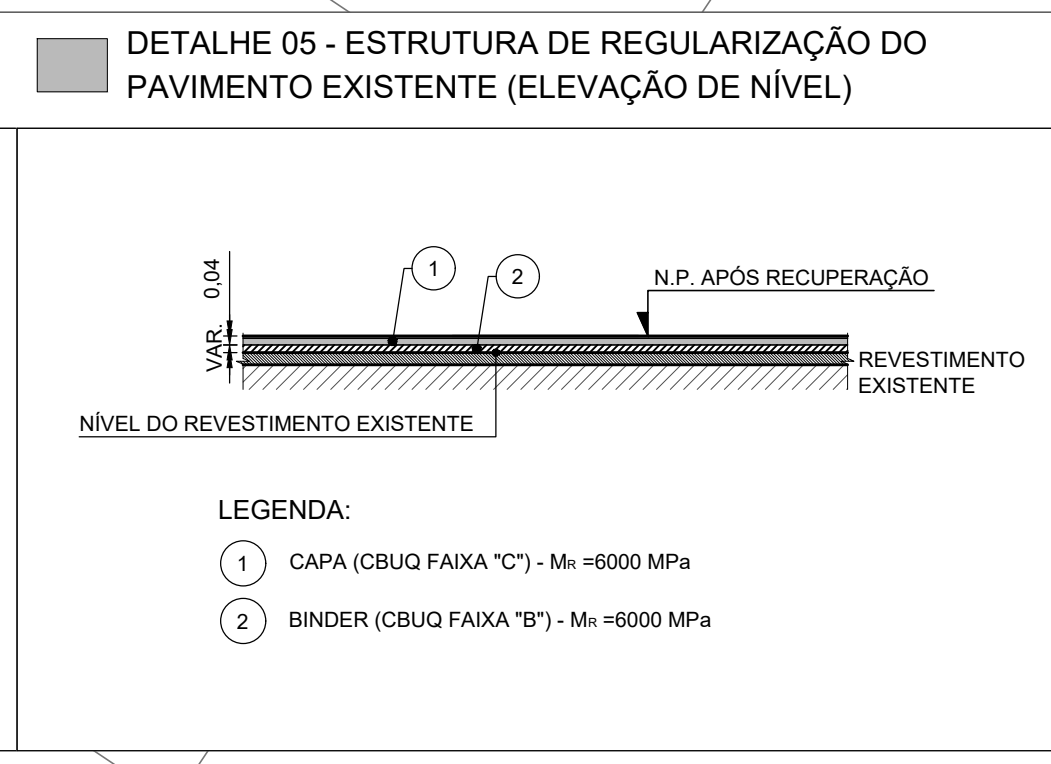 DETALHE 05 - ESTRUTURA DE REGULARIZAÇÃO DO
PAVIMENTO EXISTENTE (ELEVAÇÃO DE NÍVEL)
0,04
VAR.
1
2
N.P. APÓS RECUPERAÇÃO
REVESTIMENTO
EXISTENTE
NÍVEL DO REVESTIMENTO EXISTENTE
LEGENDA:
1 CAPA (CBUQ FAIXA "C") - MR =6000 MPa
2 BINDER (CBUQ FAIXA "B") - MR =6000 MPa